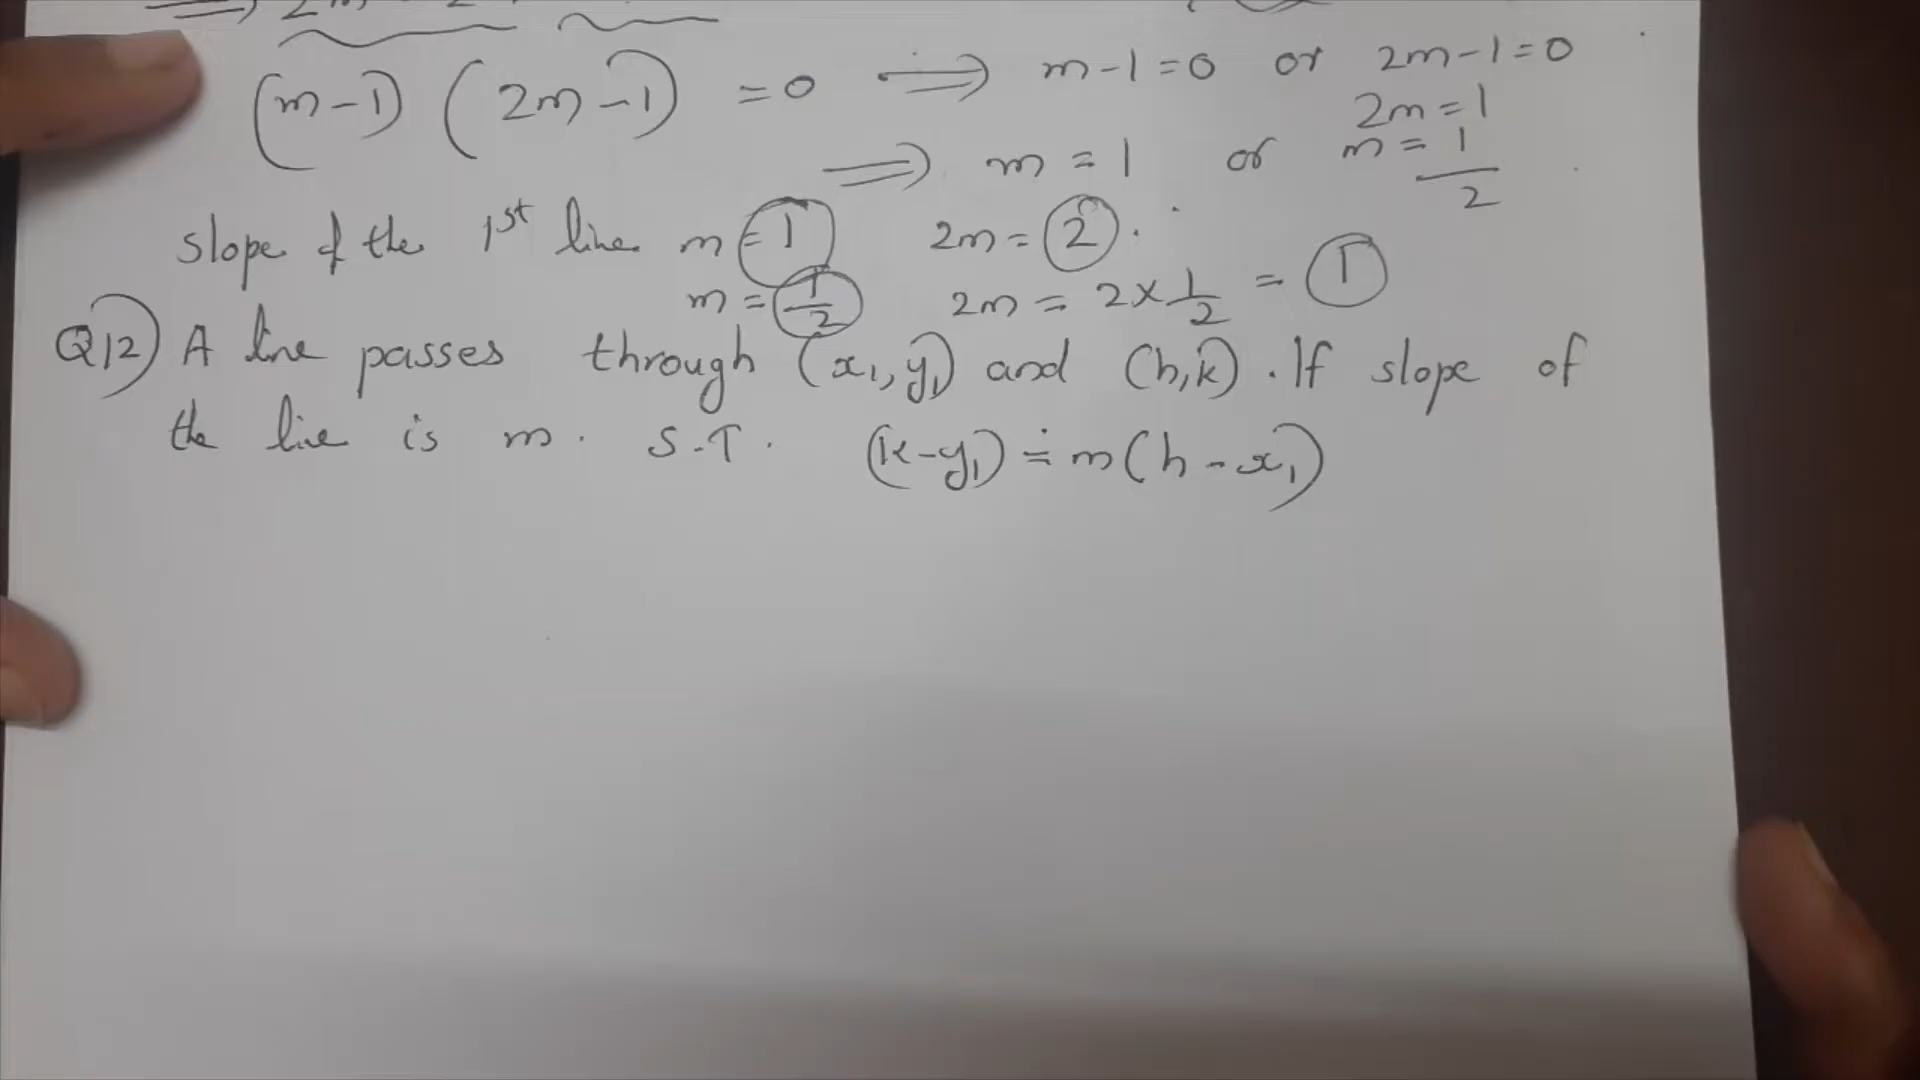 (m-1) (2m-1) = 0 ⟹ m-1=0 or 2m-1=0
2m=1
⟹ m = 1 or m = 1/2
slope of the 1st line m=1 2m=2.
m=1/2 2m = 2×1/2 = 1
Q12) A line passes through (x₁, y₁) and (h,k). If slope of
the line is m. S.T. (k-y₁) = m(h-x₁)